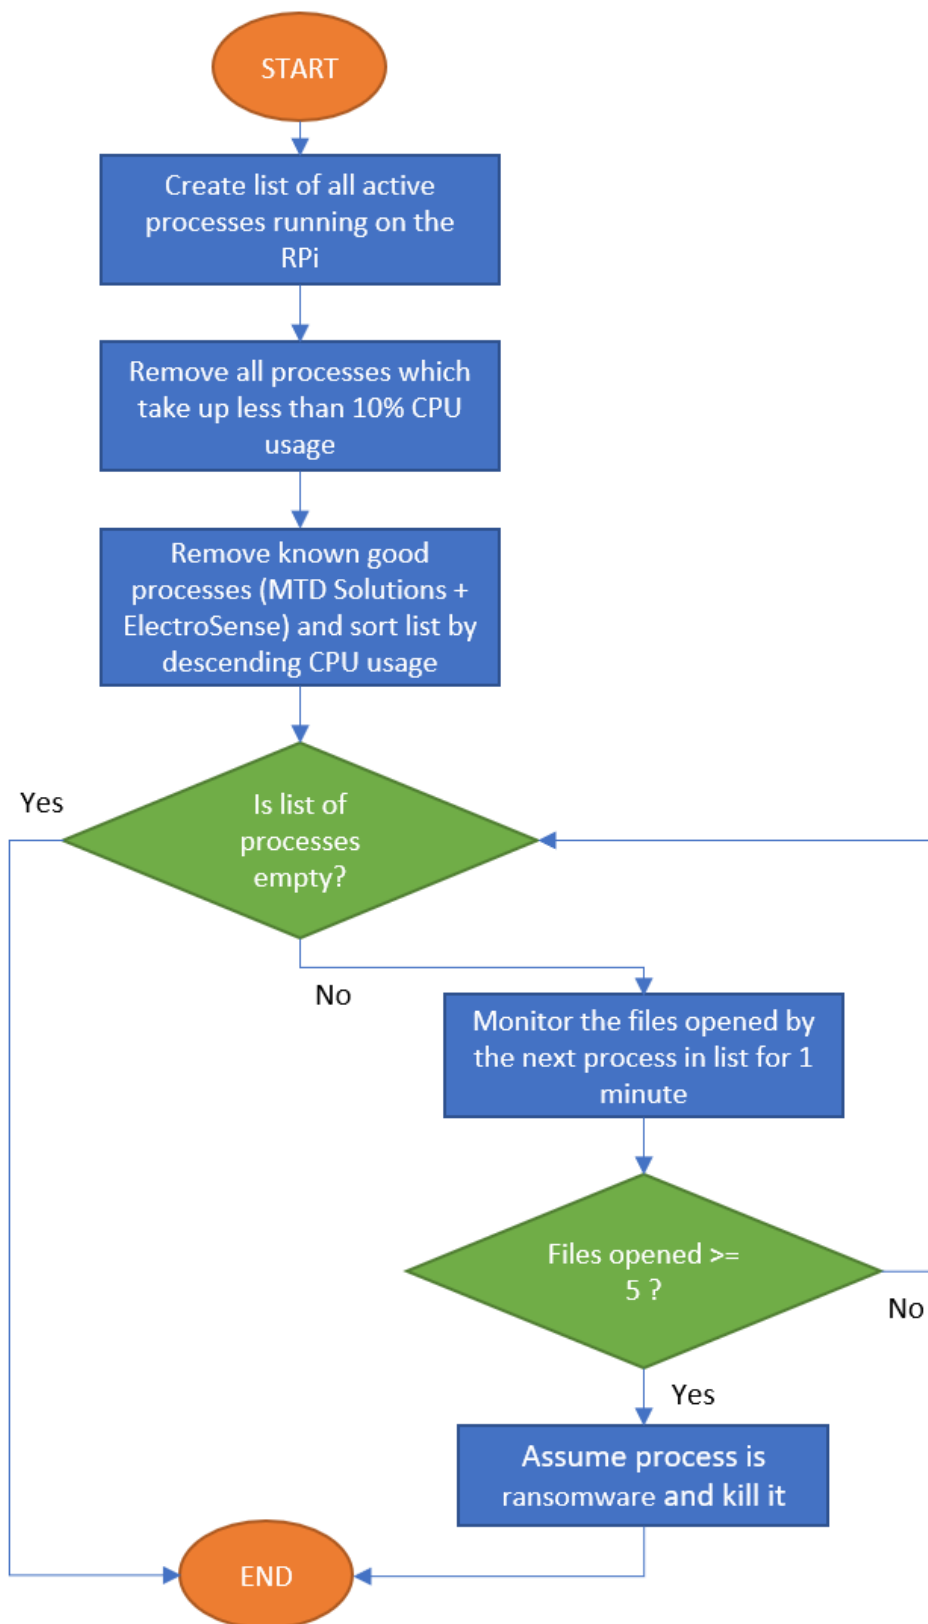 START
Create list of all active
processes running on the
RPi
Remove all processes which
take up less than 10% CPU
usage
Remove known good
processes (MTD Solutions +
ElectroSense) and sort list by
descending CPU usage
Yes
Is list of
processes
empty?
No
Monitor the files opened by
the next process in list for 1
minute
Files opened >=
5 ?
No
Yes
Assume process is
ransomware and kill it
END